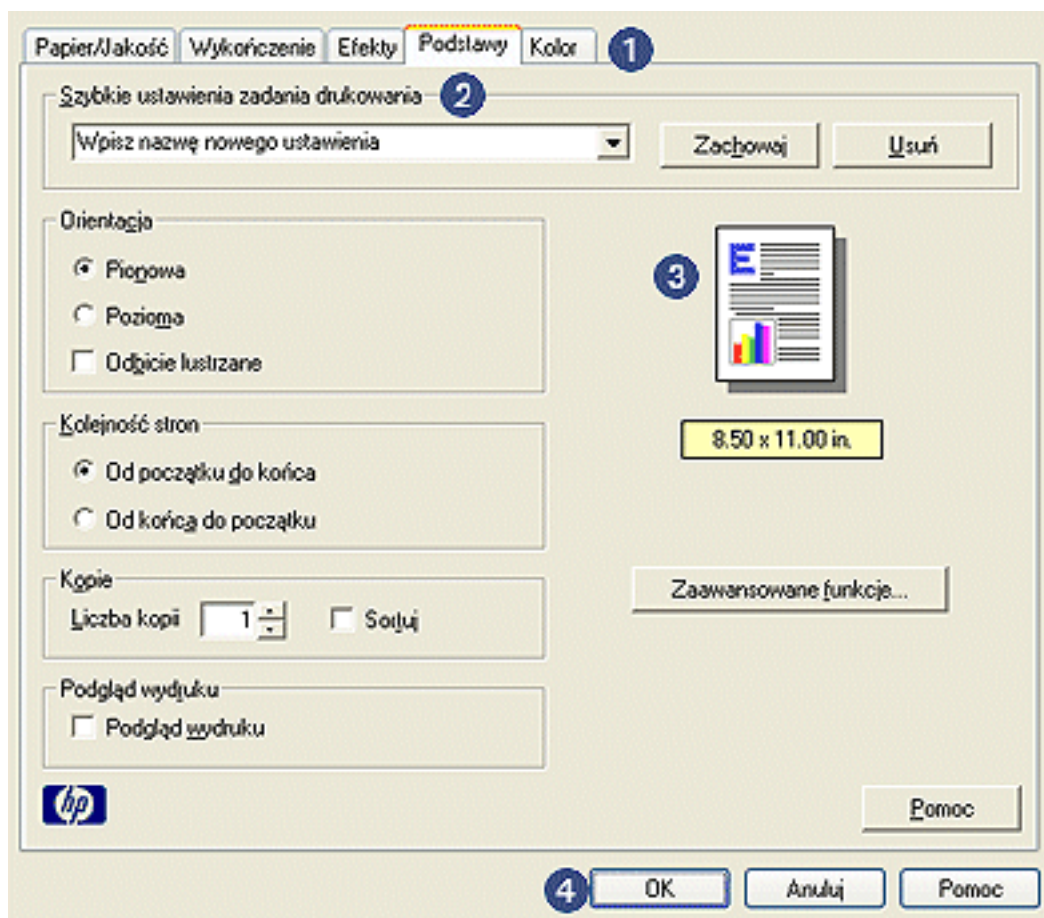 Papier/Jakość Wykończenie Efekty Podstawy Kolor 1
Szybkie ustawienia zadania drukowania 2
Wpisz nazwę nowego ustawienia Zachowaj Usuń
Orientacja
Pionowa
3
E
Pozioma
Odbicie lustrzane
Kolejność stron
8.50 x 11.00 in.
Od początku do końca
Od końca do początku
Kopie
Zaawansowane funkcje...
Liczba kopii 1 Sortuj
Podgląd wydruku
Podgląd wydruku
hp
Pomoc
4 OK Anuluj Pomoc